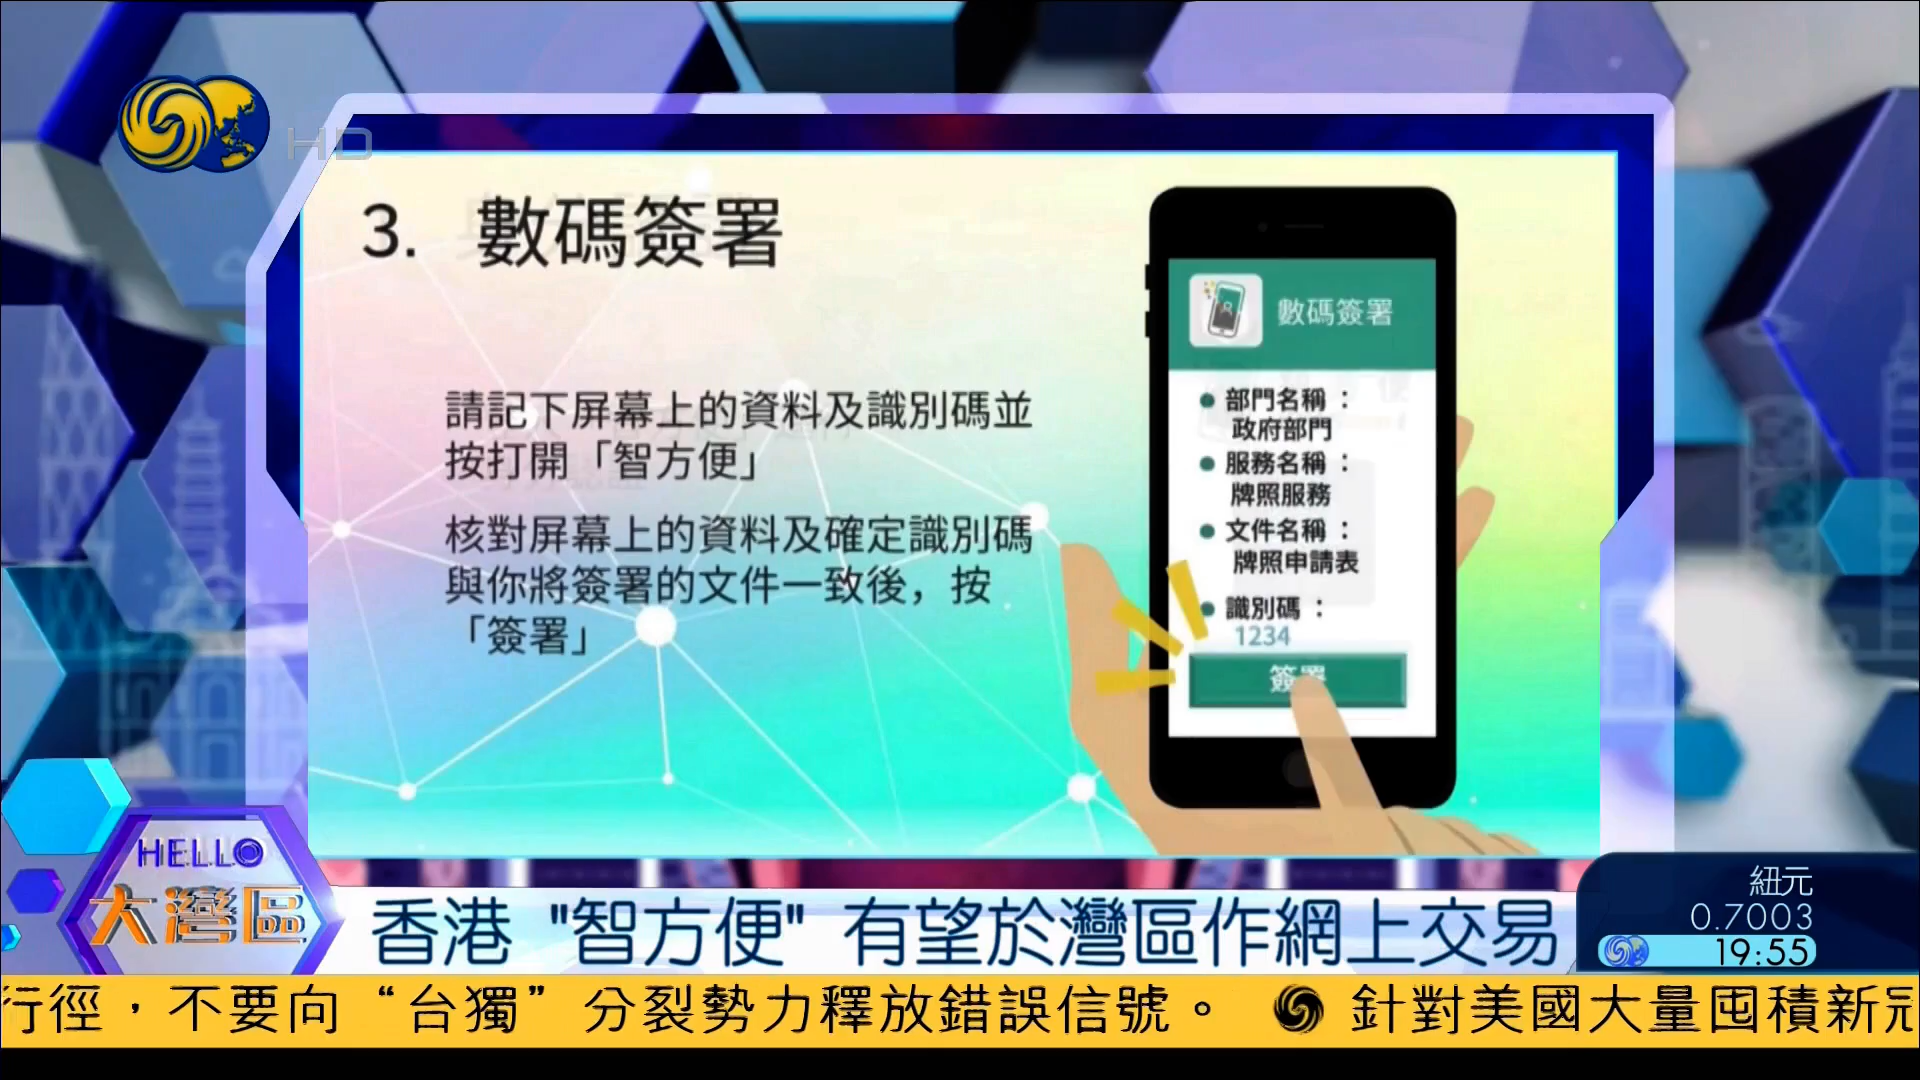 HD
3. 數碼簽署
請記下屏幕上的資料及識別碼並
按打開「智方便」
核對屏幕上的資料及確定識別碼
與你將簽署的文件一致後，按
「簽署」
數碼簽署
部門名稱：
政府部門
服務名稱：
牌照服務
文件名稱：
牌照申請表
識別碼：
1234
簽署
HELLO
大灣區
香港 "智方便" 有望於灣區作網上交易
紐元
0.7003
19:55
行徑，不要向“台獨”分裂勢力釋放錯誤信號。 針對美國大量囤積新冠